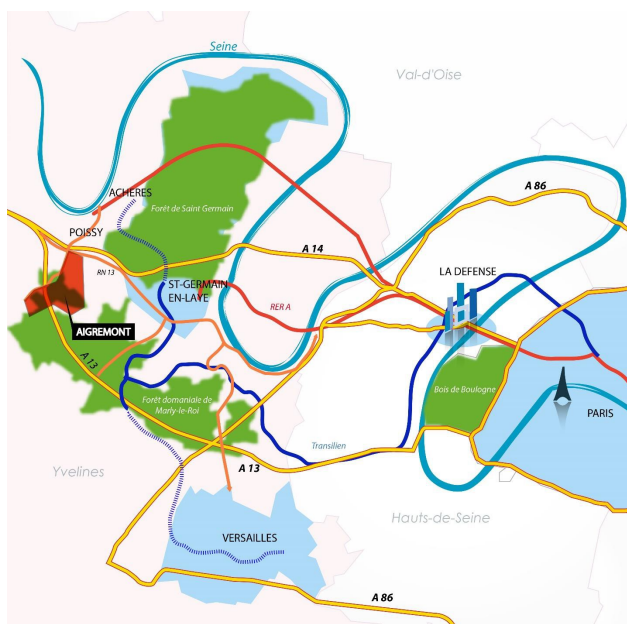 Seine
Val-d'Oise
A 86
ACHERES
Forêt de Saint Germain
POISSY
A 14
RN 13
ST-GERMAIN
EN-LAYE
LA DEFENSE
RER A
AIGREMONT
A 13
Forêt domaniale de
Marly-le-Roi
Bois de Boulogne
PARIS
Transilien
A 13
Yvelines
Hauts-de-Seine
VERSAILLES
A 86